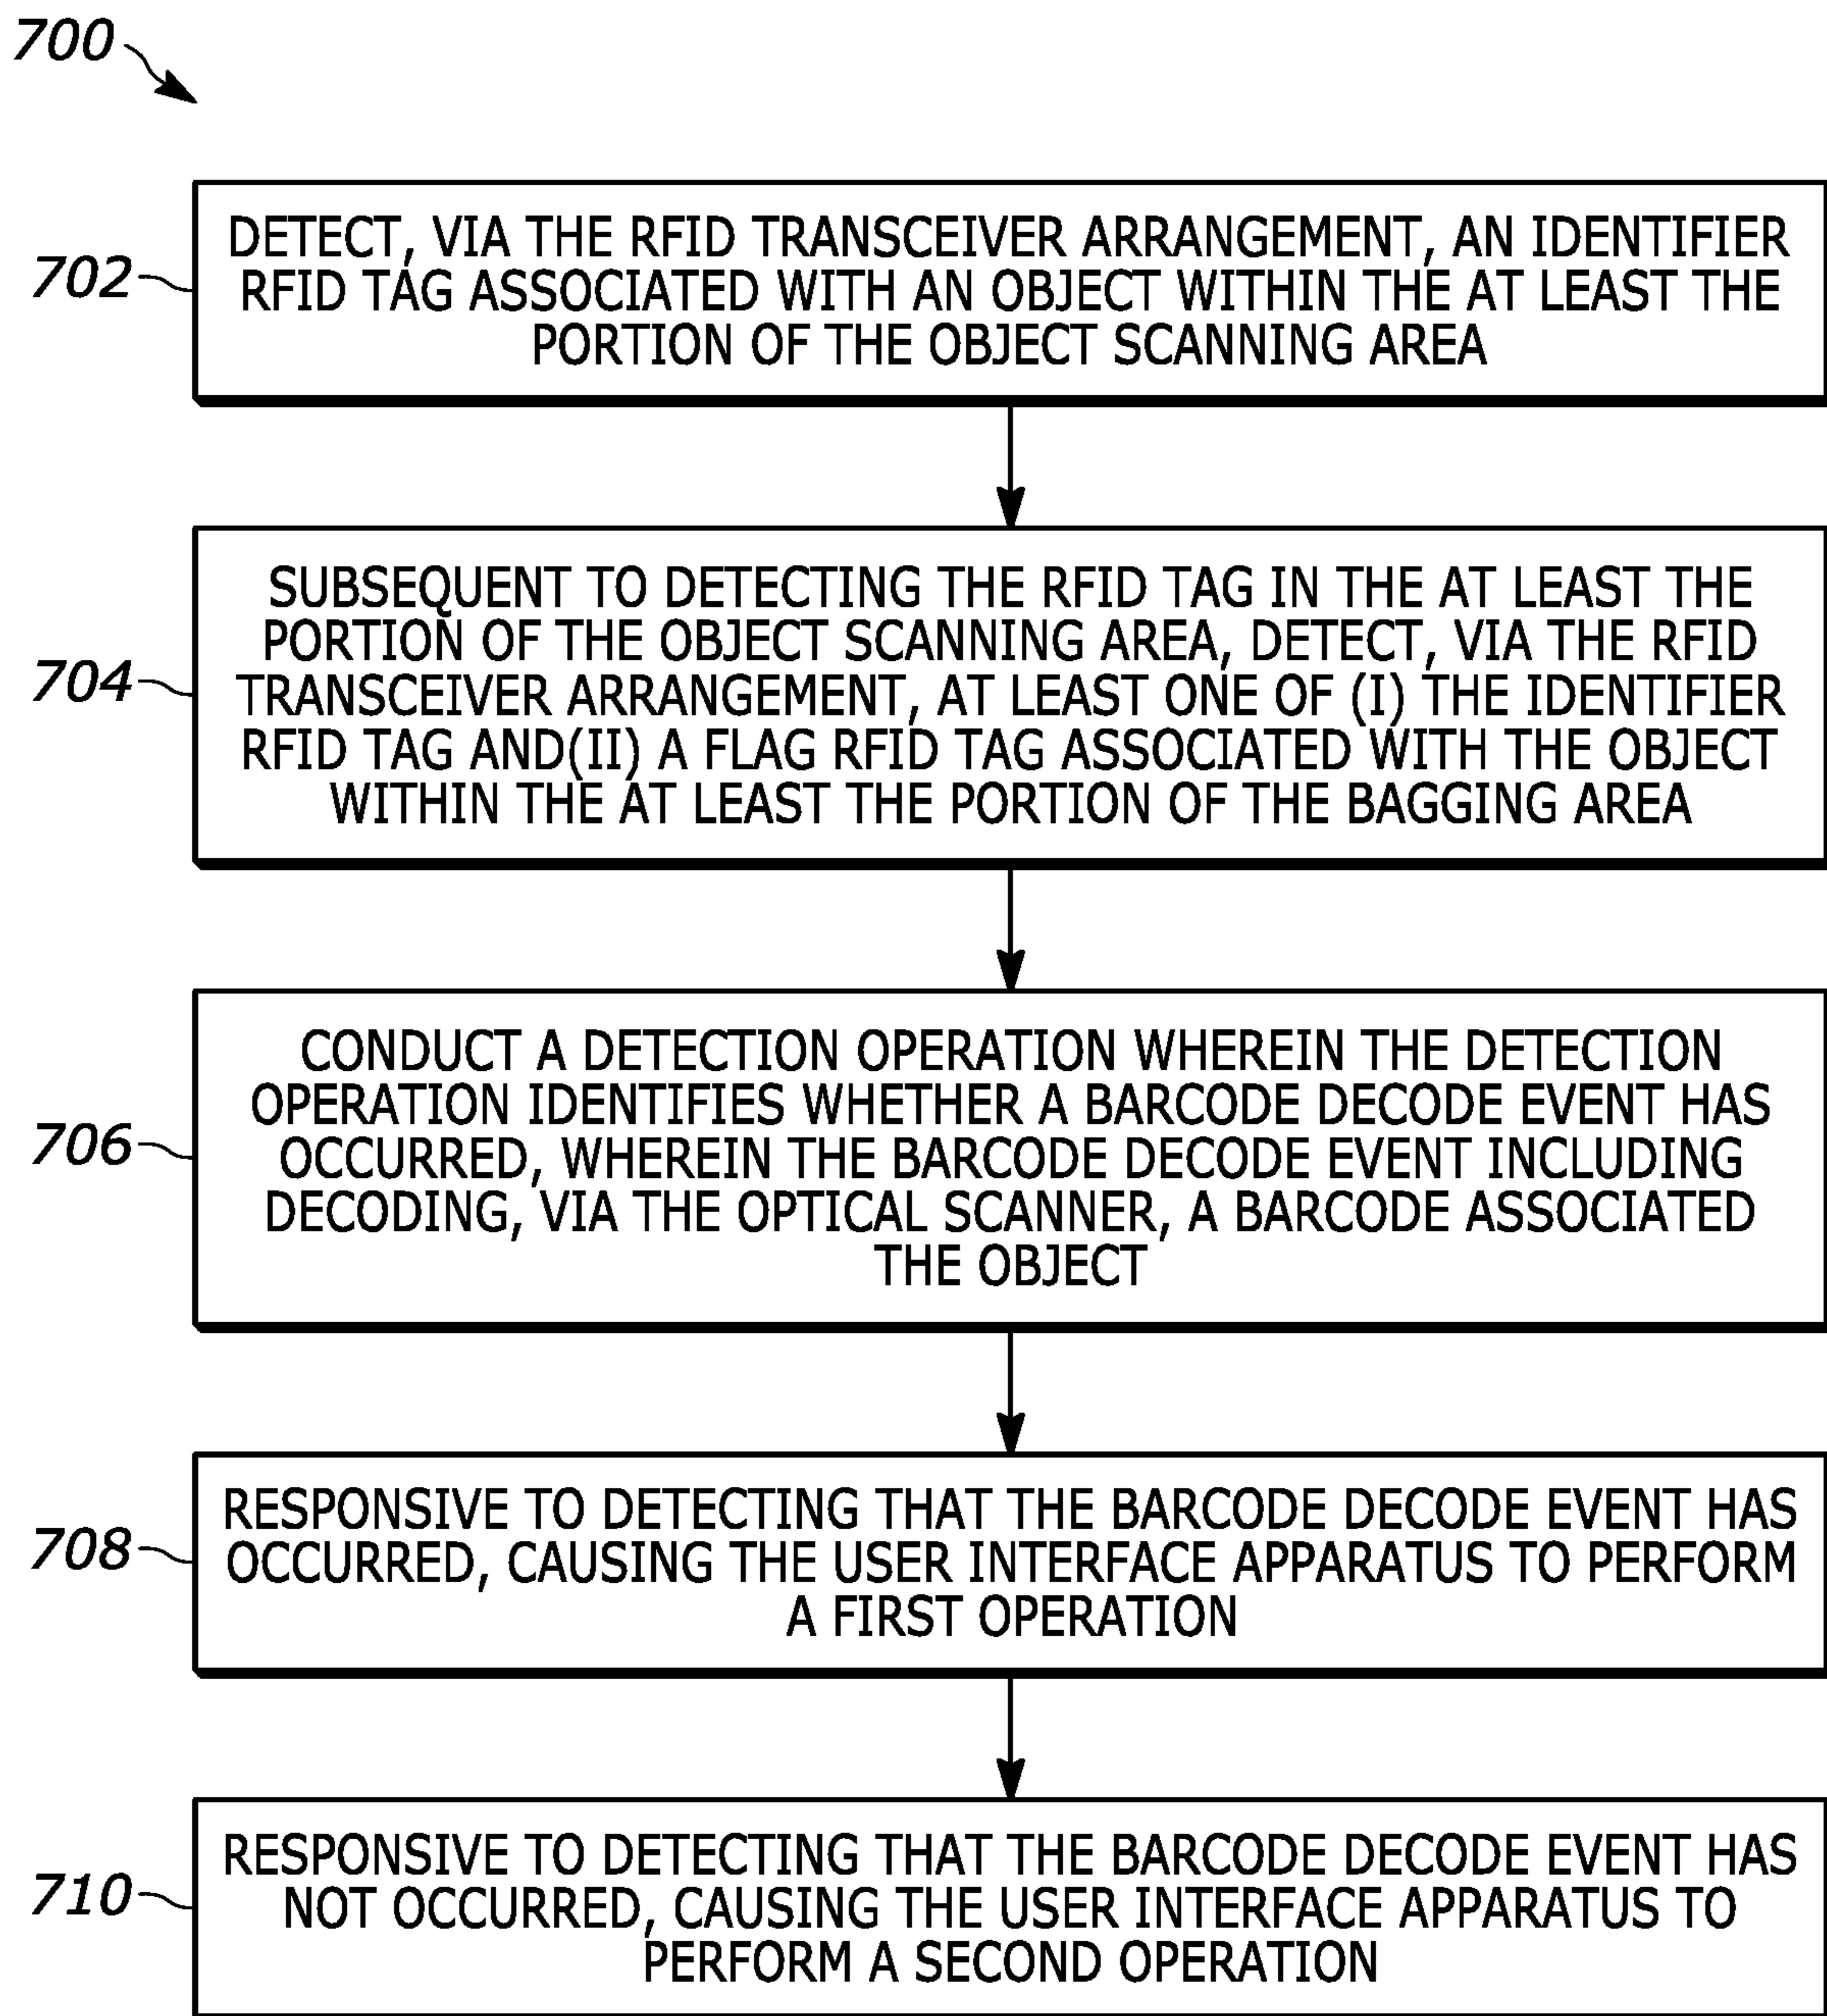 700
702
DETECT, VIA THE RFID TRANSCEIVER ARRANGEMENT, AN IDENTIFIER
RFID TAG ASSOCIATED WITH AN OBJECT WITHIN THE AT LEAST THE
PORTION OF THE OBJECT SCANNING AREA
704
SUBSEQUENT TO DETECTING THE RFID TAG IN THE AT LEAST THE
PORTION OF THE OBJECT SCANNING AREA, DETECT, VIA THE RFID
TRANSCEIVER ARRANGEMENT, AT LEAST ONE OF (I) THE IDENTIFIER
RFID TAG AND(II) A FLAG RFID TAG ASSOCIATED WITH THE OBJECT
WITHIN THE AT LEAST THE PORTION OF THE BAGGING AREA
706
CONDUCT A DETECTION OPERATION WHEREIN THE DETECTION
OPERATION IDENTIFIES WHETHER A BARCODE DECODE EVENT HAS
OCCURRED, WHEREIN THE BARCODE DECODE EVENT INCLUDING
DECODING, VIA THE OPTICAL SCANNER, A BARCODE ASSOCIATED
THE OBJECT
708
RESPONSIVE TO DETECTING THAT THE BARCODE DECODE EVENT HAS
OCCURRED, CAUSING THE USER INTERFACE APPARATUS TO PERFORM
A FIRST OPERATION
710
RESPONSIVE TO DETECTING THAT THE BARCODE DECODE EVENT HAS
NOT OCCURRED, CAUSING THE USER INTERFACE APPARATUS TO
PERFORM A SECOND OPERATION